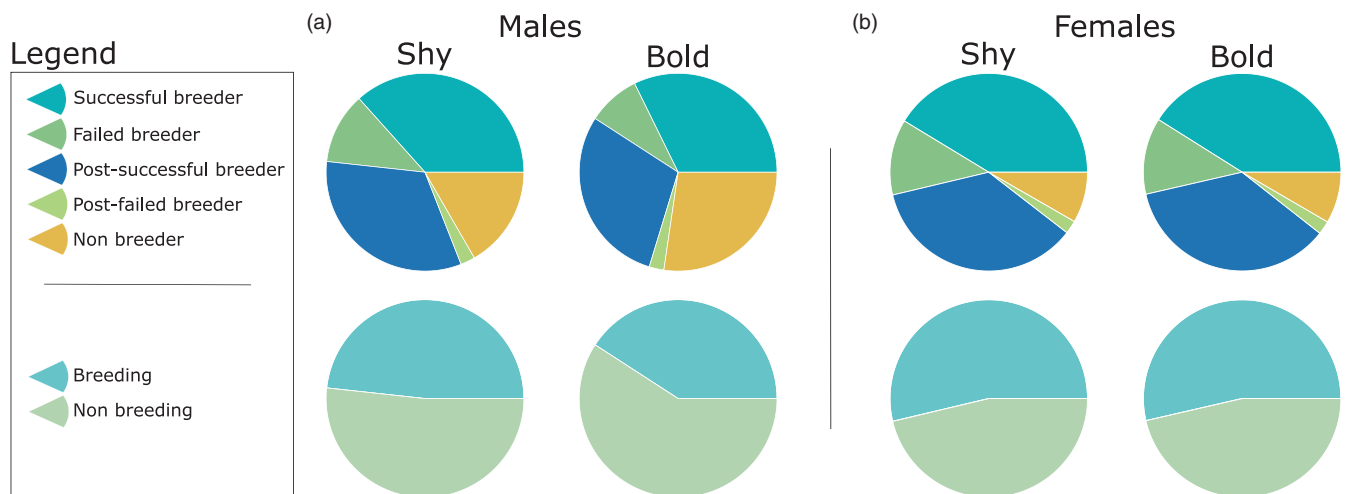 Legend
Successful breeder
Failed breeder
Post-successful breeder
Post-failed breeder
Non breeder
Breeding
Non breeding
(a)
Males
Shy
Bold
(b)
Females
Shy
Bold